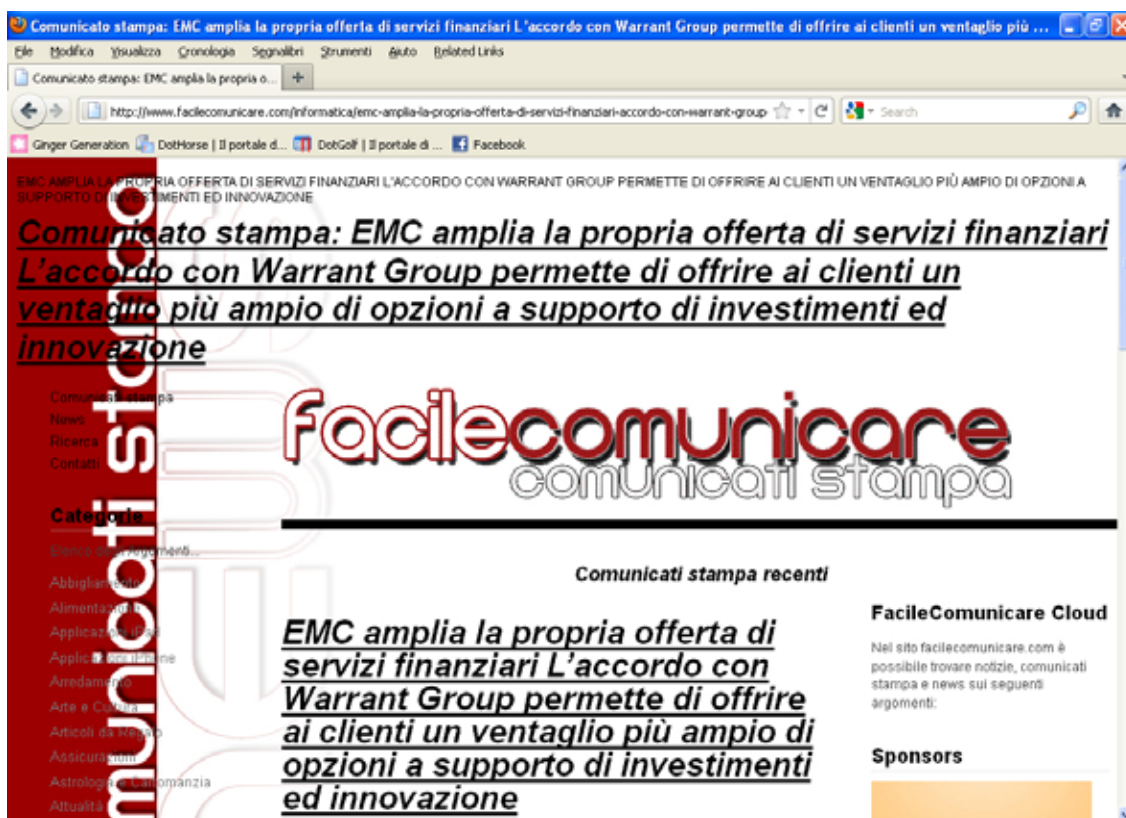 Comunicato stampa: EMC amplia la propria offerta di servizi finanziari L'accordo con Warrant Group permette di offrire ai clienti un ventaglio più ...
File Modifica Visualizza Cronologia Segnalibri Strumenti Aiuto Related Links
Comunicato stampa: EMC amplia la propria o...
http://www.facilecomunicare.com/informatica/emc-amplia-la-propria-offerta-di-servizi-finanziari-accordo-con-warrant-group
Search
Ginger Generation DotHorse | Il portale d... DotGolf | Il portale di ... Facebook
EMC AMPLIA LA PROPRIA OFFERTA DI SERVIZI FINANZIARI L'ACCORDO CON WARRANT GROUP PERMETTE DI OFFRIRE AI CLIENTI UN VENTAGLIO PIÙ AMPIO DI OPZIONI A
SUPPORTO DI INVESTIMENTI ED INNOVAZIONE
Comunicato stampa: EMC amplia la propria offerta di servizi finanziari
L'accordo con Warrant Group permette di offrire ai clienti un
ventaglio più ampio di opzioni a supporto di investimenti ed
innovazione
Comunicati stampa
News
Ricerca
Contatti
Categorie
Elenco degli Argomenti...
Abbigliamento
Alimentazione
Applicazioni iPad
Applicazioni iPhone
Arredamento
Arte e Cultura
Articoli da Regalo
Assicurazioni
Astrologia e Cartomanzia
Attualità
municati stampa
facilecomunicare
comunicati stampa
Comunicati stampa recenti
EMC amplia la propria offerta di
servizi finanziari L'accordo con
Warrant Group permette di offrire
ai clienti un ventaglio più ampio di
opzioni a supporto di investimenti
ed innovazione
FacileComunicare Cloud
Nel sito facilecomunicare.com è
possibile trovare notizie, comunicati
stampa e news sui seguenti
argomenti:
Sponsors